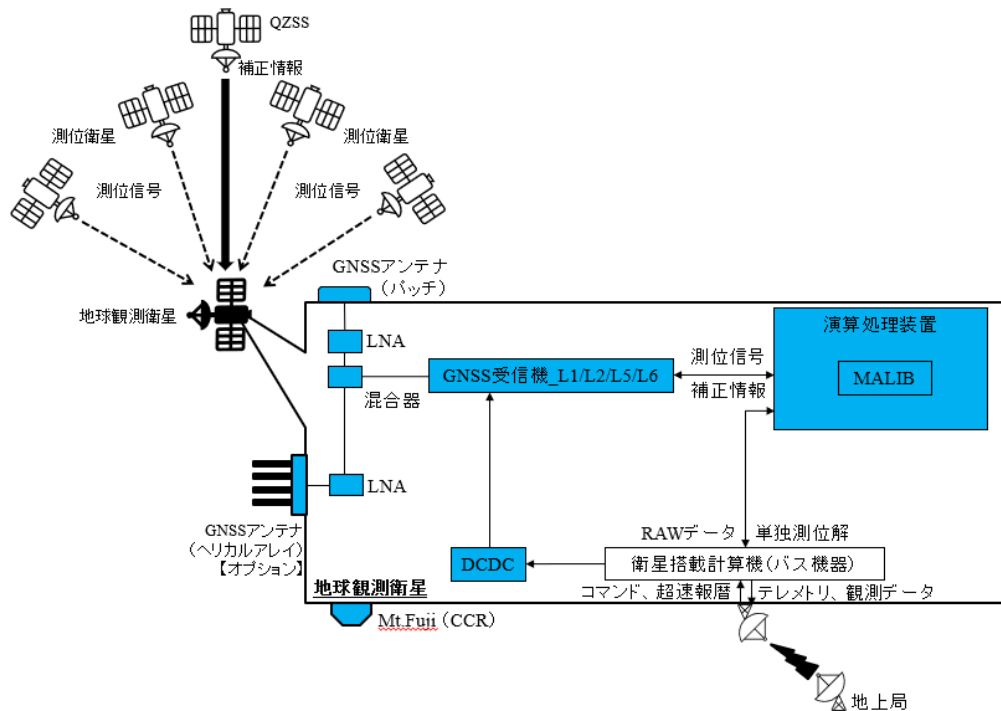 QZSS
補正情報
測位衛星
測位衛星
測位信号
測位信号
地球観測衛星
GNSSアンテナ
（パッチ）
LNA
混合器
GNSS受信機_L1/L2/L5/L6
測位信号
補正情報
演算処理装置
MALIB
LNA
GNSSアンテナ
（ヘリカルアレイ）
【オプション】
RAWデータ
単独測位解
DCDC
衛星搭載計算機（バス機器）
地球観測衛星
コマンド、超速報暦
テレメトリ、観測データ
Mt.Fuji（CCR）
地上局